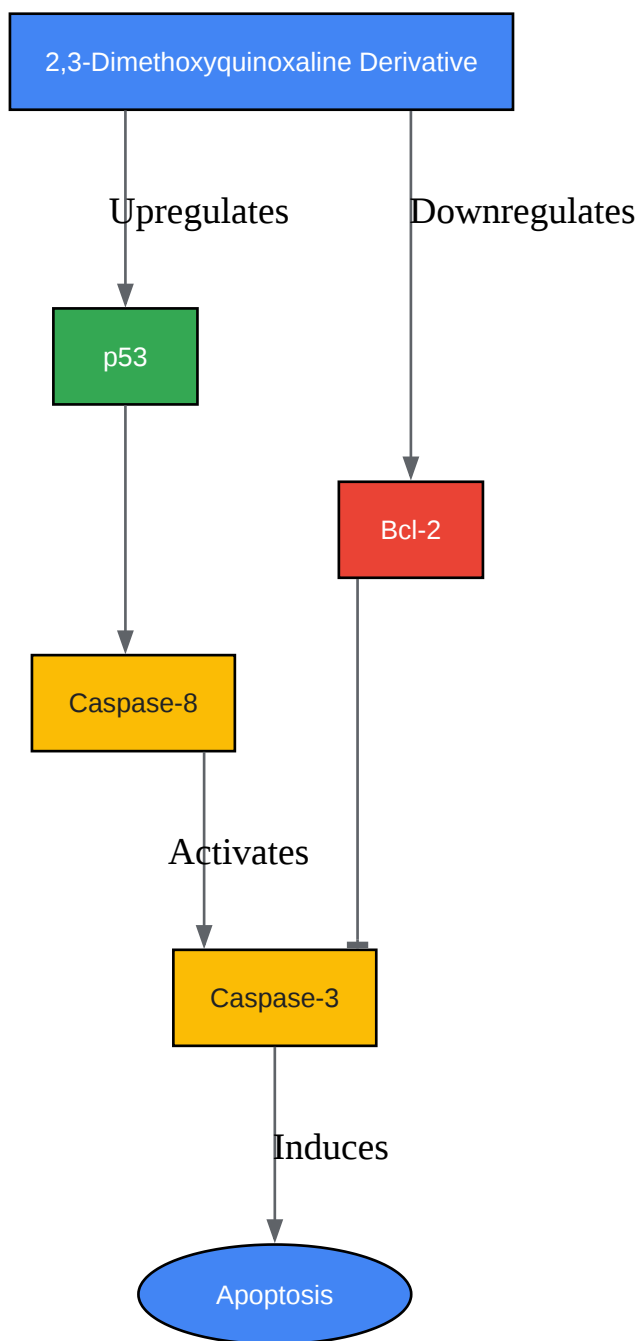 2,3-Dimethoxyquinoxaline Derivative
Upregulates
Downregulates
p53
Bcl-2
Caspase-8
Activates
Caspase-3
Induces
Apoptosis